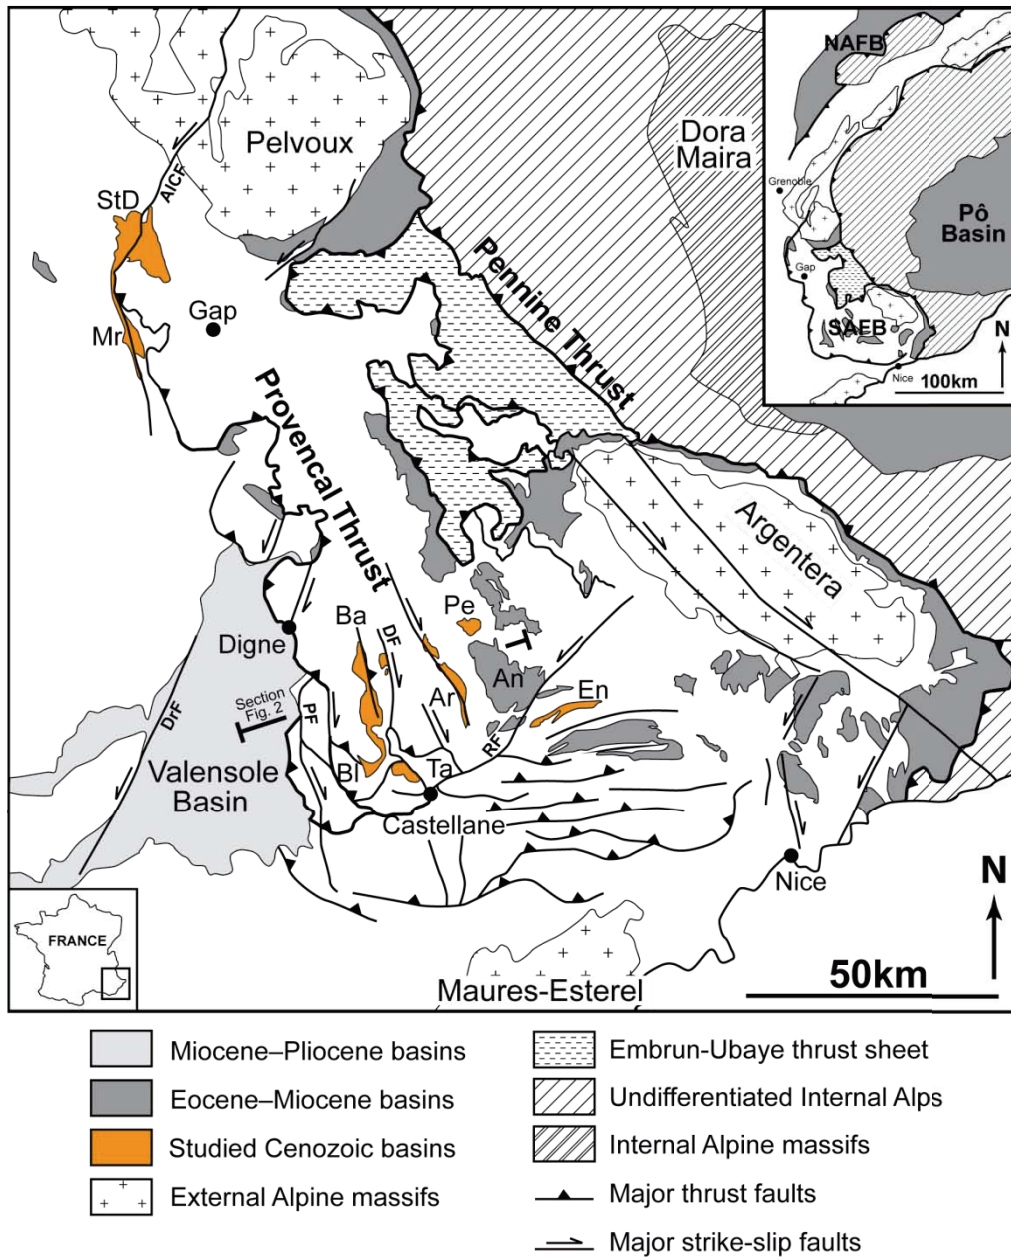 NAFB
Grenoble
Pô
Basin
Gap
SAFB
Nice
N
100km
Pelvoux
Dora
Maira
AICF
StD
Gap
Mr
Pennine Thrust
Provencal Thrust
Argentera
Digne
Ba
DF
Pe
An
Ar
En
Section
Fig. 2
PF
DrF
Valensole
Basin
Bl
Ta
RF
Castellane
Nice
N
FRANCE
50km
Maures-Esterel
Miocene–Pliocene basins
Eocene–Miocene basins
Studied Cenozoic basins
External Alpine massifs
Embrun-Ubaye thrust sheet
Undifferentiated Internal Alps
Internal Alpine massifs
Major thrust faults
Major strike-slip faults